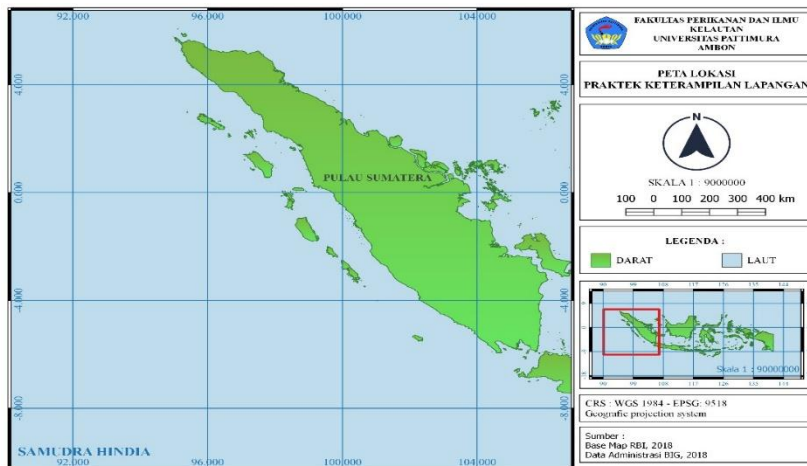 92.000 96.000 100.000 104.000
4.000
0.000
-4.000
-8.000
PULAU SUMATERA
SAMUDRA HINDIA
92.000 96.000 100.000 104.000
FAKULTAS PERIKANAN DAN ILMU
KELAUTAN
UNIVERSITAS PATTIMURA
AMBON
PETA LOKASI
PRAKTEK KETERAMPILAN LAPANGAN
N
SKALA 1 : 9000000
100 0 100 200 300 400 km
LEGENDA :
DARAT LAUT
Skala 1 : 90000000
CRS : WGS 1984 - EPSG: 9518
Geografic projection system
Sumber :
Base Map RBI, 2018
Data Administrasi BIG, 2018